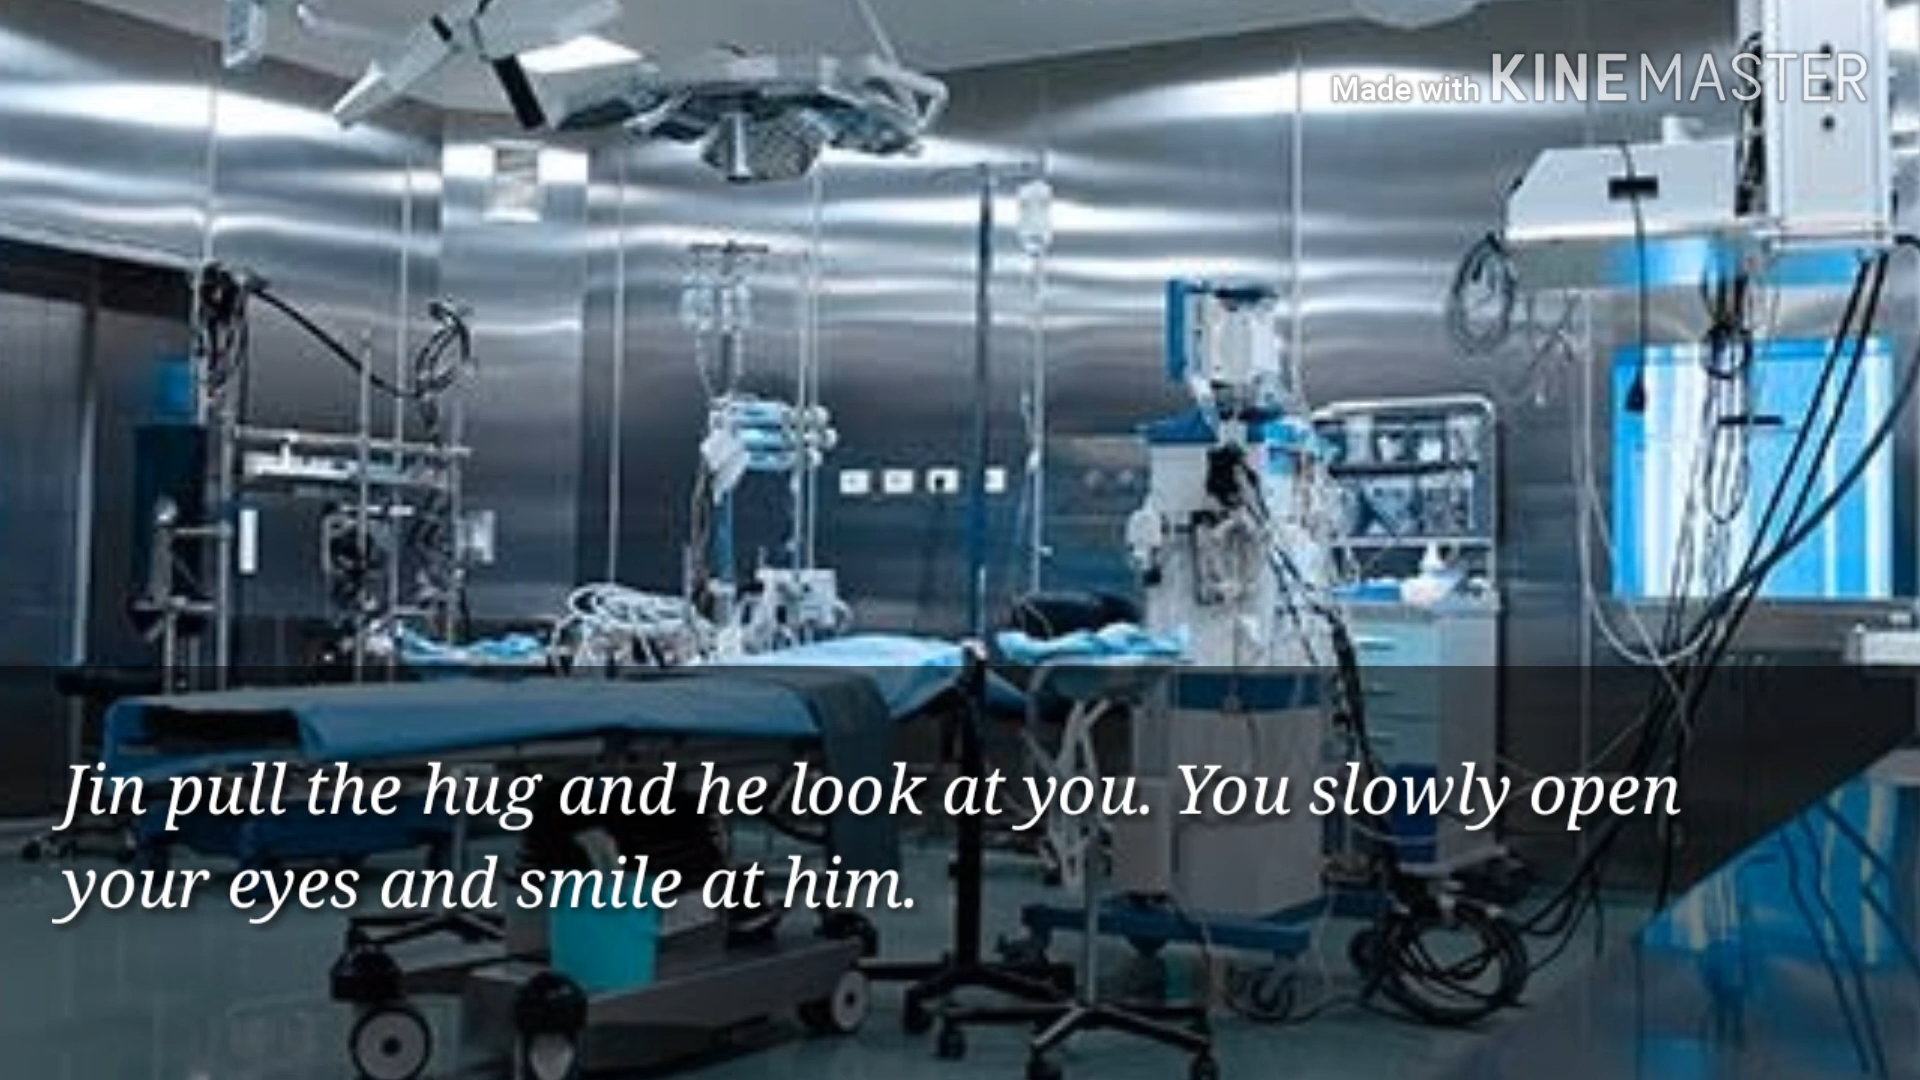 Made with KINEMASTER
Jin pull the hug and he look at you. You slowly open
your eyes and smile at him.